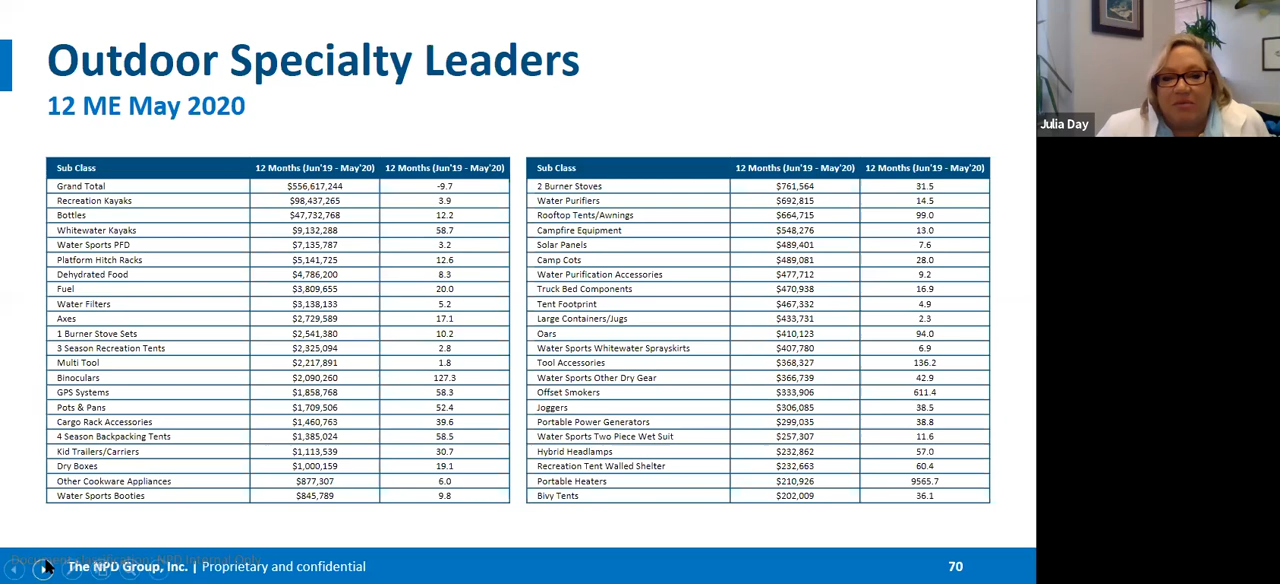 Outdoor Specialty Leaders
12 ME May 2020
Julia Day
Sub Class 12 Months (Jun'19 - May'20) 12 Months (Jun'19 - May'20)
Grand Total $556,617,244 -9.7
Recreation Kayaks $98,437,265 3.9
Bottles $47,732,768 12.2
Whitewater Kayaks $9,132,288 58.7
Water Sports PFD $7,135,787 3.2
Platform Hitch Racks $5,141,725 12.6
Dehydrated Food $4,786,200 8.3
Fuel $3,809,655 20.0
Water Filters $3,138,133 5.2
Axes $2,729,589 17.1
1 Burner Stove Sets $2,541,380 10.2
3 Season Recreation Tents $2,325,094 2.8
Multi Tool $2,217,891 1.8
Binoculars $2,090,260 127.3
GPS Systems $1,858,768 58.3
Pots & Pans $1,709,506 52.4
Cargo Rack Accessories $1,460,763 39.6
4 Season Backpacking Tents $1,385,024 58.5
Kid Trailers/Carriers $1,113,539 30.7
Dry Boxes $1,000,159 19.1
Other Cookware Appliances $877,307 6.0
Water Sports Booties $845,789 9.8
Sub Class 12 Months (Jun'19 - May'20) 12 Months (Jun'19 - May'20)
2 Burner Stoves $761,564 31.5
Water Purifiers $692,815 14.5
Rooftop Tents/Awnings $664,715 99.0
Campfire Equipment $548,276 13.0
Solar Panels $489,401 7.6
Camp Cots $489,081 28.0
Water Purification Accessories $477,712 9.2
Truck Bed Components $470,938 16.9
Tent Footprint $467,332 4.9
Large Containers/Jugs $433,731 2.3
Oars $410,123 94.0
Water Sports Whitewater Sprayskirts $407,780 6.9
Tool Accessories $368,327 136.2
Water Sports Other Dry Gear $366,739 42.9
Offset Smokers $333,906 611.4
Joggers $306,085 38.5
Portable Power Generators $299,035 38.8
Water Sports Two Piece Wet Suit $257,307 11.6
Hybrid Headlamps $232,862 57.0
Recreation Tent Walled Shelter $232,663 60.4
Portable Heaters $210,926 9565.7
Bivy Tents $202,009 36.1
Document classification: NPD Internal Only
The NPD Group, Inc. | Proprietary and confidential
70